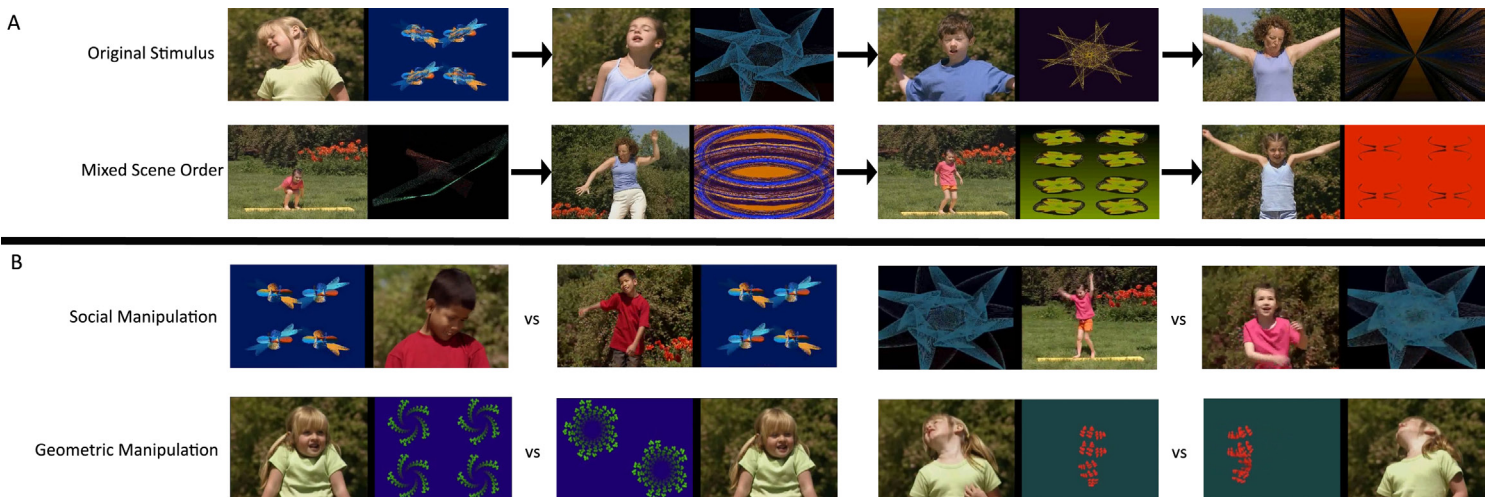 A
Original Stimulus
Mixed Scene Order
B
Social Manipulation
vs
vs
Geometric Manipulation
vs
vs